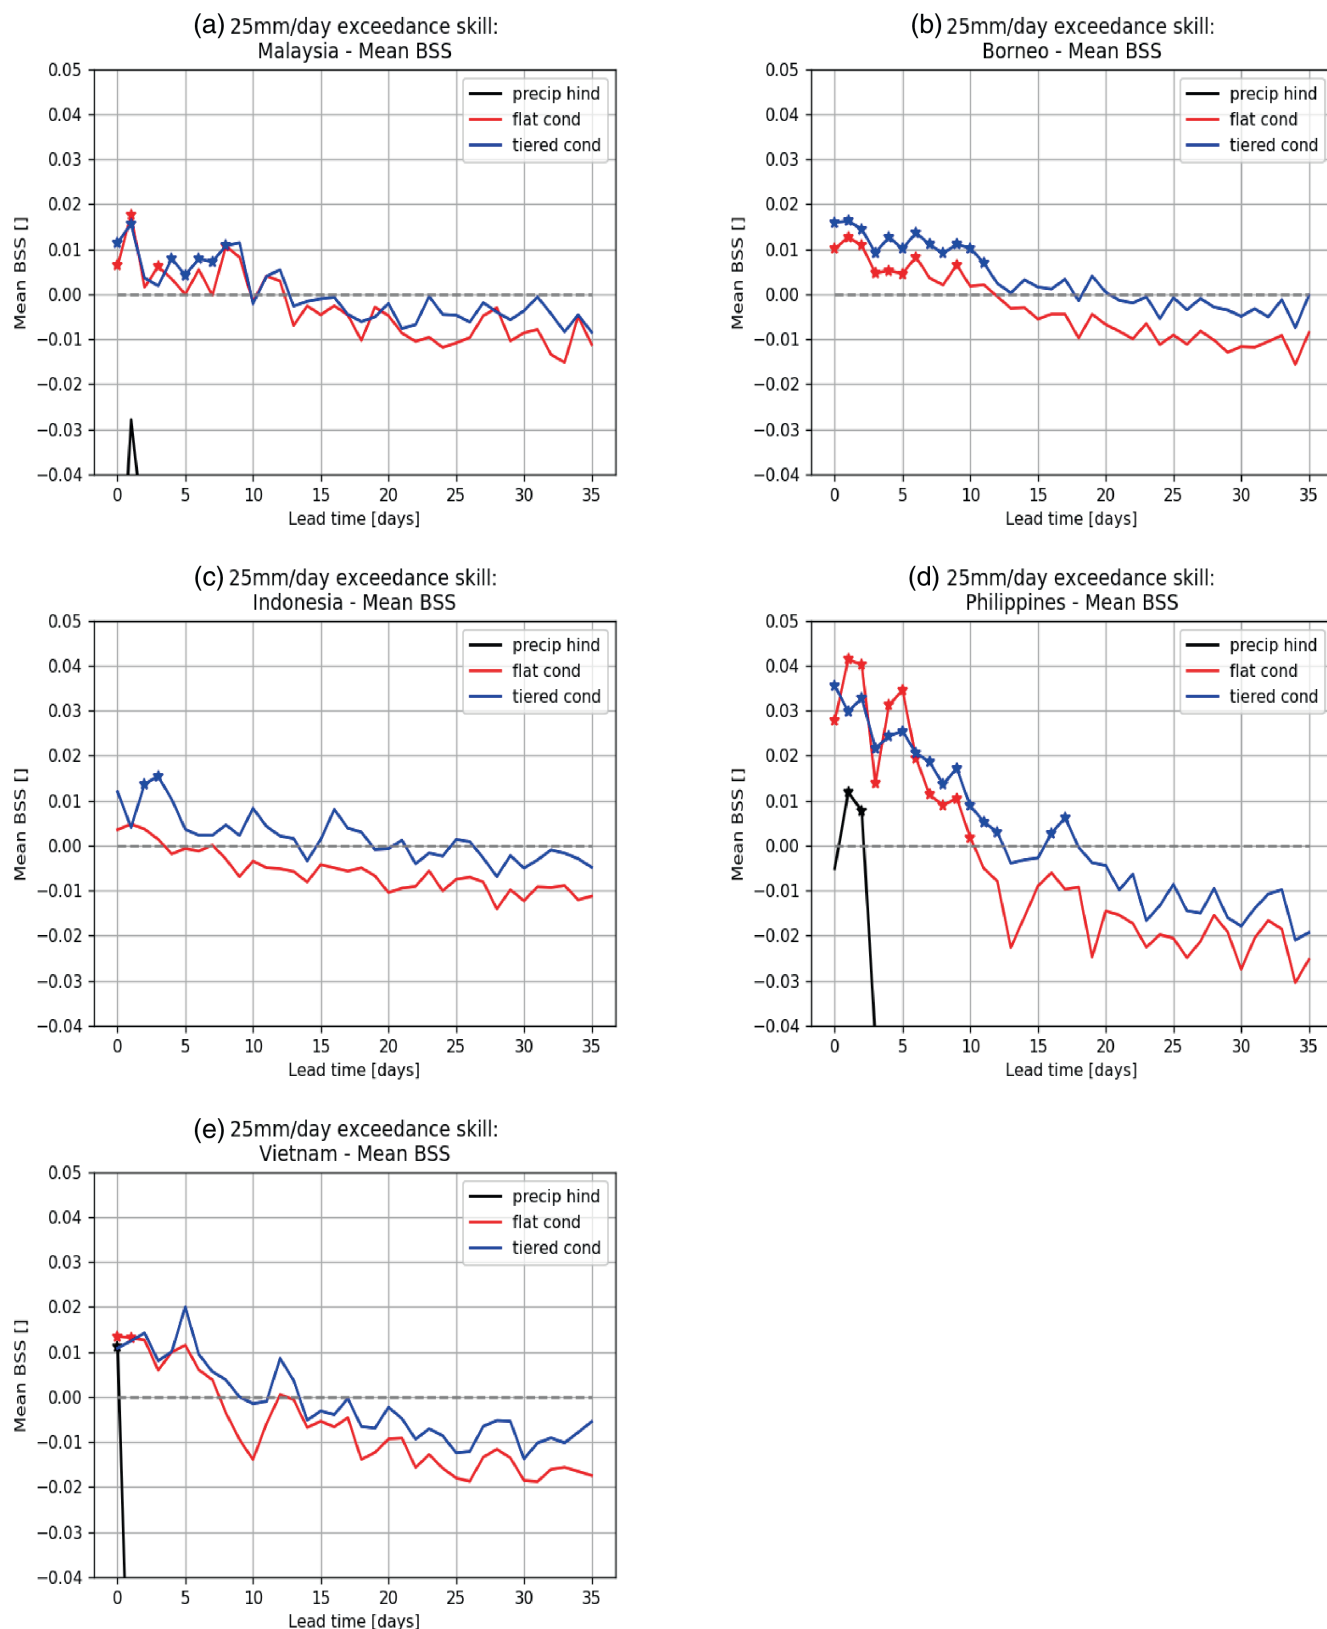 (a) 25mm/day exceedance skill:
Malaysia - Mean BSS
0.05
0.04
0.03
0.02
0.01
0.00
−0.01
−0.02
−0.03
−0.04
Mean BSS []
precip hind
flat cond
tiered cond
0 5 10 15 20 25 30 35
Lead time [days]
(b) 25mm/day exceedance skill:
Borneo - Mean BSS
0.05
0.04
0.03
0.02
0.01
0.00
−0.01
−0.02
−0.03
−0.04
Mean BSS []
precip hind
flat cond
tiered cond
0 5 10 15 20 25 30 35
Lead time [days]
(c) 25mm/day exceedance skill:
Indonesia - Mean BSS
0.05
0.04
0.03
0.02
0.01
0.00
−0.01
−0.02
−0.03
−0.04
Mean BSS []
precip hind
flat cond
tiered cond
0 5 10 15 20 25 30 35
Lead time [days]
(d) 25mm/day exceedance skill:
Philippines - Mean BSS
0.05
0.04
0.03
0.02
0.01
0.00
−0.01
−0.02
−0.03
−0.04
Mean BSS []
precip hind
flat cond
tiered cond
0 5 10 15 20 25 30 35
Lead time [days]
(e) 25mm/day exceedance skill:
Vietnam - Mean BSS
0.05
0.04
0.03
0.02
0.01
0.00
−0.01
−0.02
−0.03
−0.04
Mean BSS []
precip hind
flat cond
tiered cond
0 5 10 15 20 25 30 35
Lead time [days]